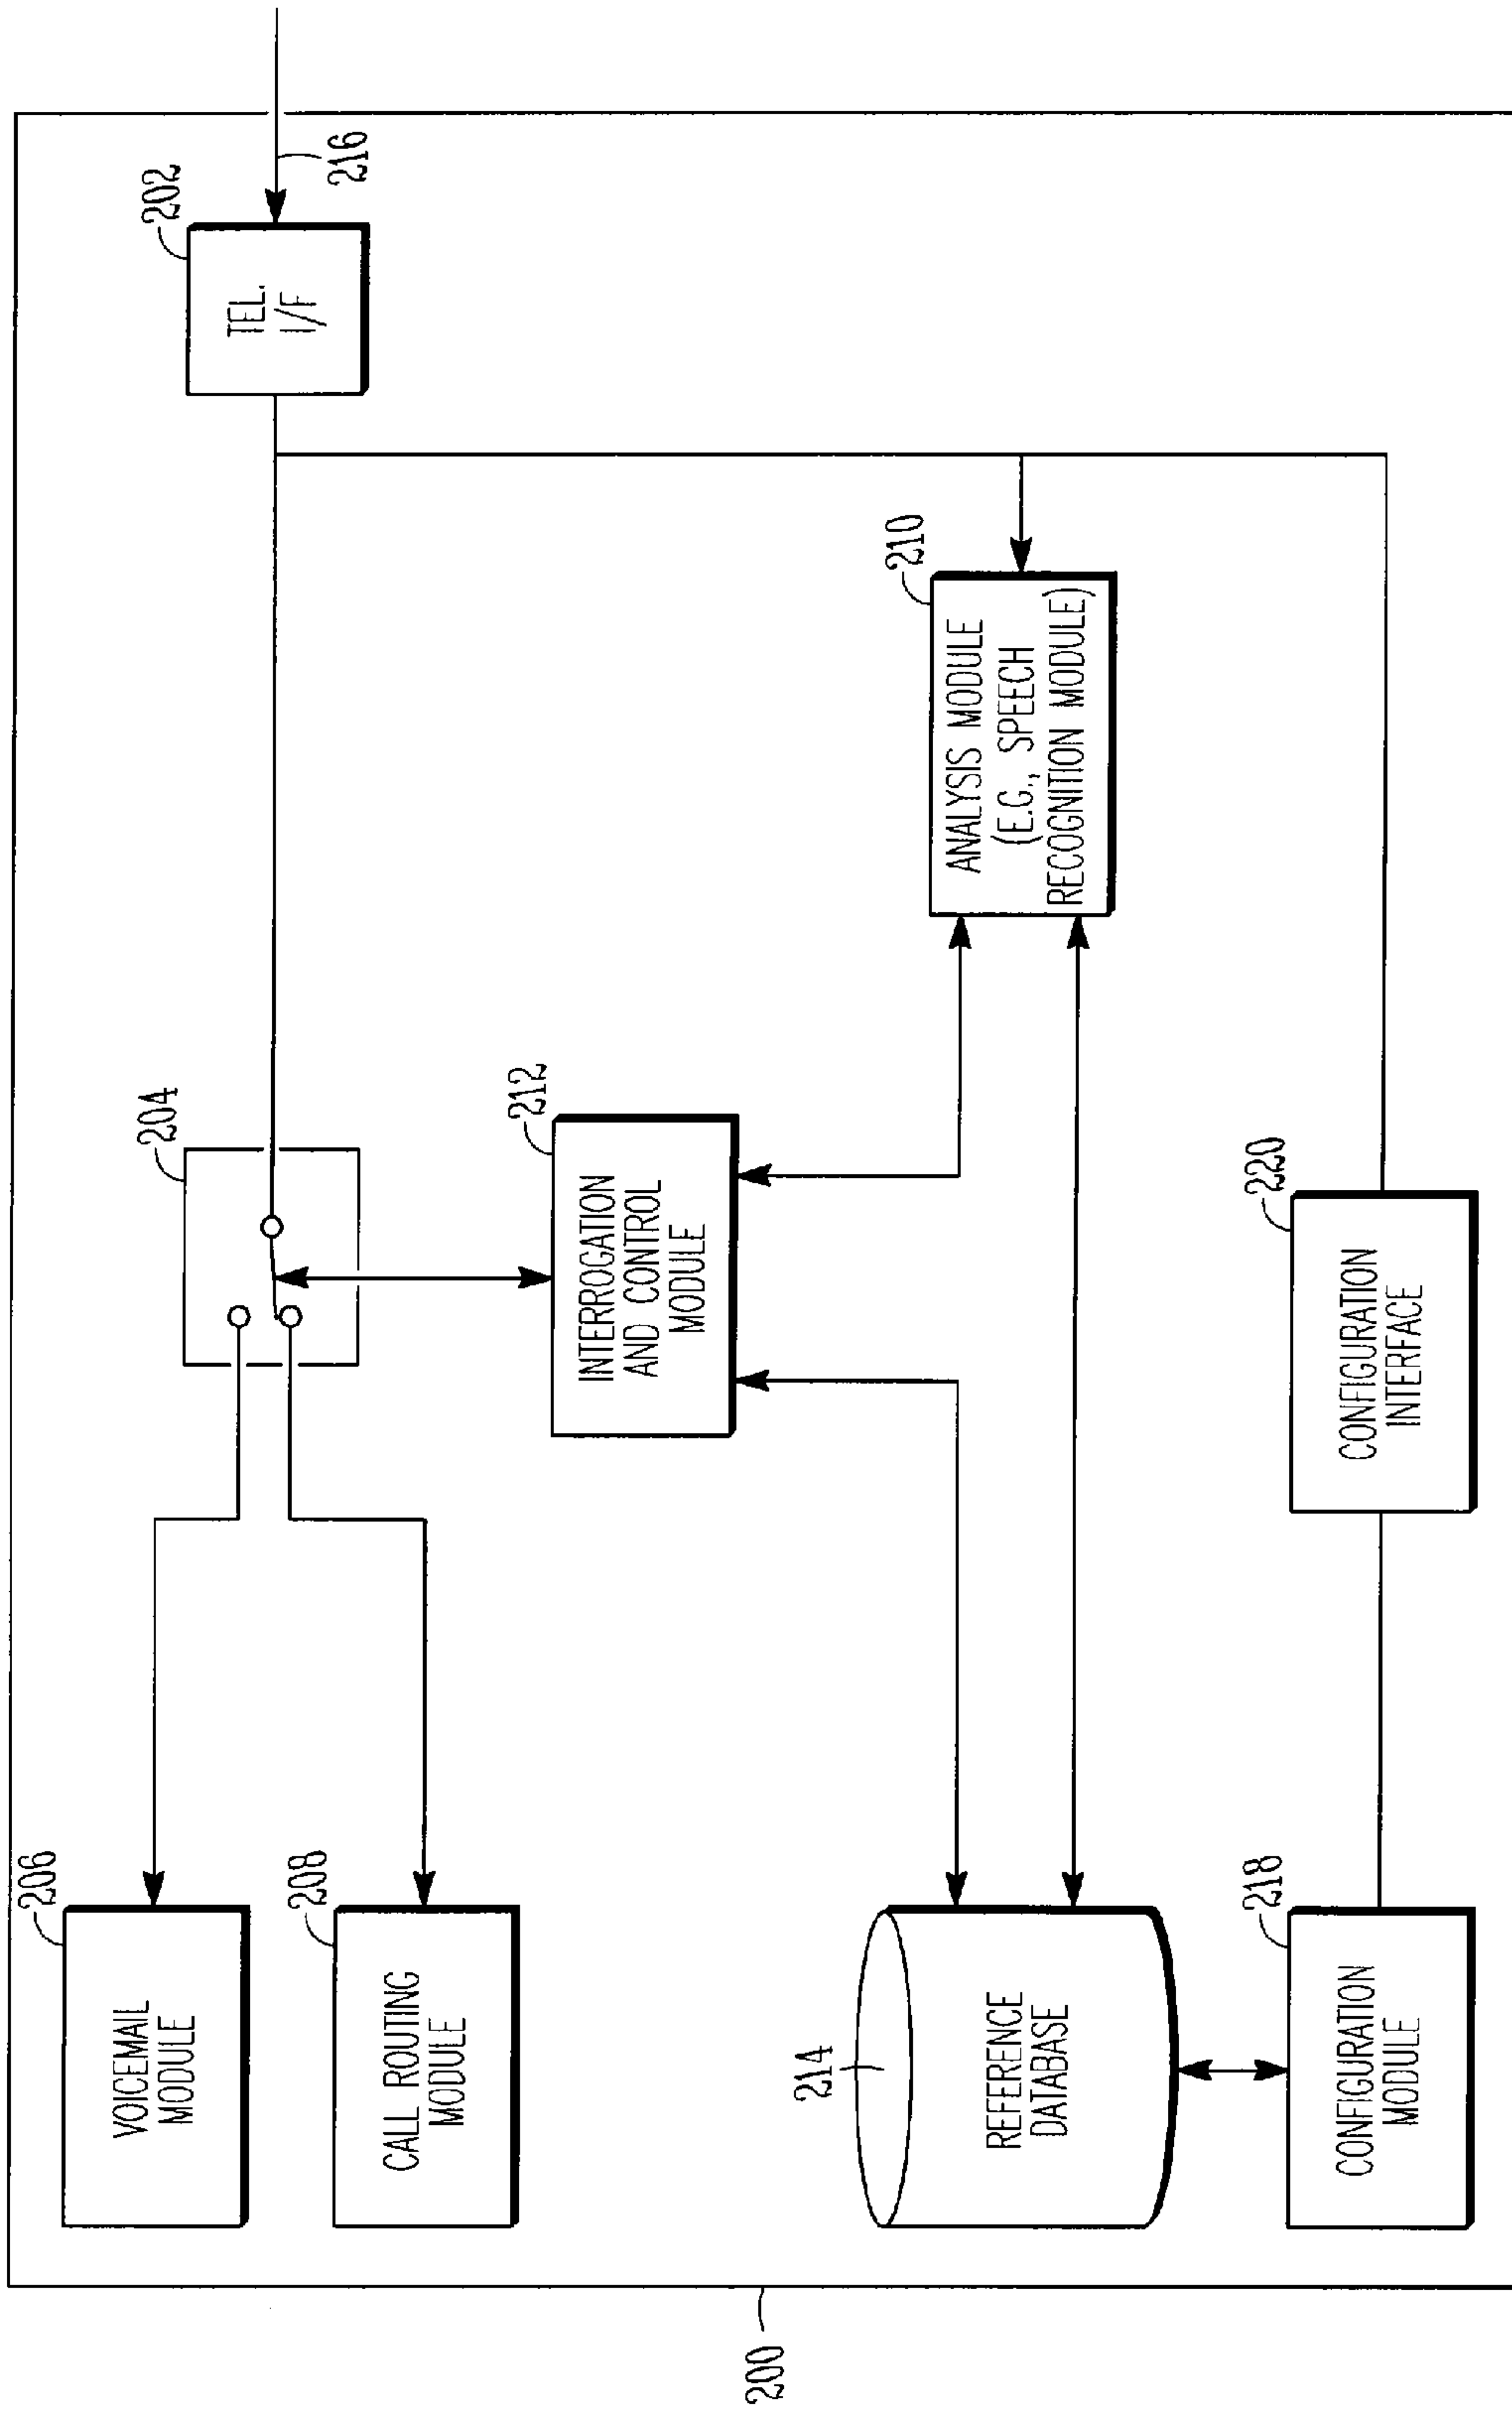 206
VOICEMAIL
MODULE
208
CALL ROUTING
MODULE
204
202
TEL.
I/F
216
212
INTERROGATION
AND CONTROL
MODULE
210
ANALYSIS MODULE
(E.G., SPEECH
RECOGNITION MODULE)
214
REFERENCE
DATABASE
218
CONFIGURATION
MODULE
220
CONFIGURATION
INTERFACE
200